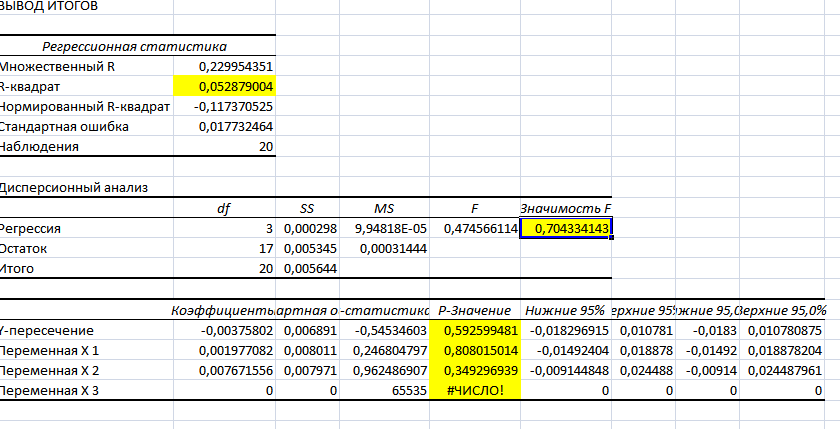 ВЫВОД ИТОГОВ
Регрессионная статистика
Множественный R 0,229954351
R-квадрат 0,052879004
Нормированный R-квадрат -0,117370525
Стандартная ошибка 0,017732464
Наблюдения 20
Дисперсионный анализ
df SS MS F Значимость F
Регрессия 3 0,000298 9,94818E-05 0,474566114 0,704334143
Остаток 17 0,005345 0,00031444
Итого 20 0,005644
Коэффициенты артная о -статистика P-Значение Нижние 95% ерхние 95% жние 95,0 Верхние 95,0%
Y-пересечение -0,00375802 0,006891 -0,54534603 0,592599481 -0,018296915 0,010781 -0,0183 0,010780875
Переменная X 1 0,001977082 0,008011 0,246804797 0,808015014 -0,01492404 0,018878 -0,01492 0,018878204
Переменная X 2 0,007671556 0,007971 0,962486907 0,349296939 -0,009144848 0,024488 -0,00914 0,024487961
Переменная X 3 0 0 65535 #ЧИСЛО! 0 0 0 0